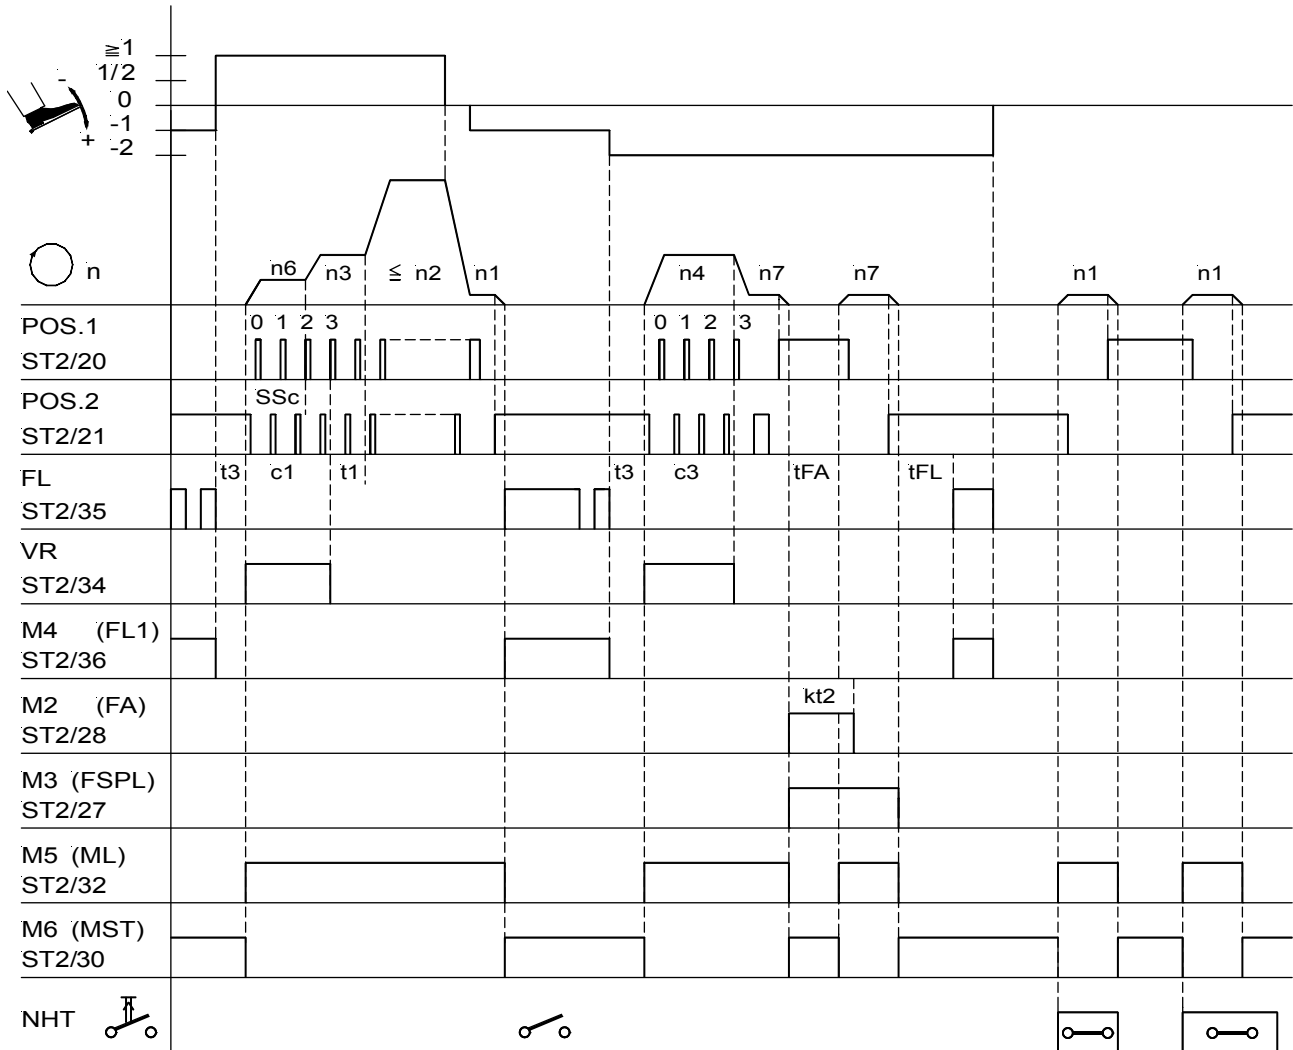 ≧1
1/2
-
0
-1
+
-2
n
n6
n3
≦ n2
n1
n4
n7
n7
n1
n1
POS.1
0 1 2 3
0 1 2 3
ST2/20
POS.2
SSc
ST2/21
FL
t3 c1 t1
t3 c3 tFA tFL
ST2/35
VR
ST2/34
M4 (FL1)
ST2/36
M2 (FA)
kt2
ST2/28
M3 (FSPL)
ST2/27
M5 (ML)
ST2/32
M6 (MST)
ST2/30
NHT